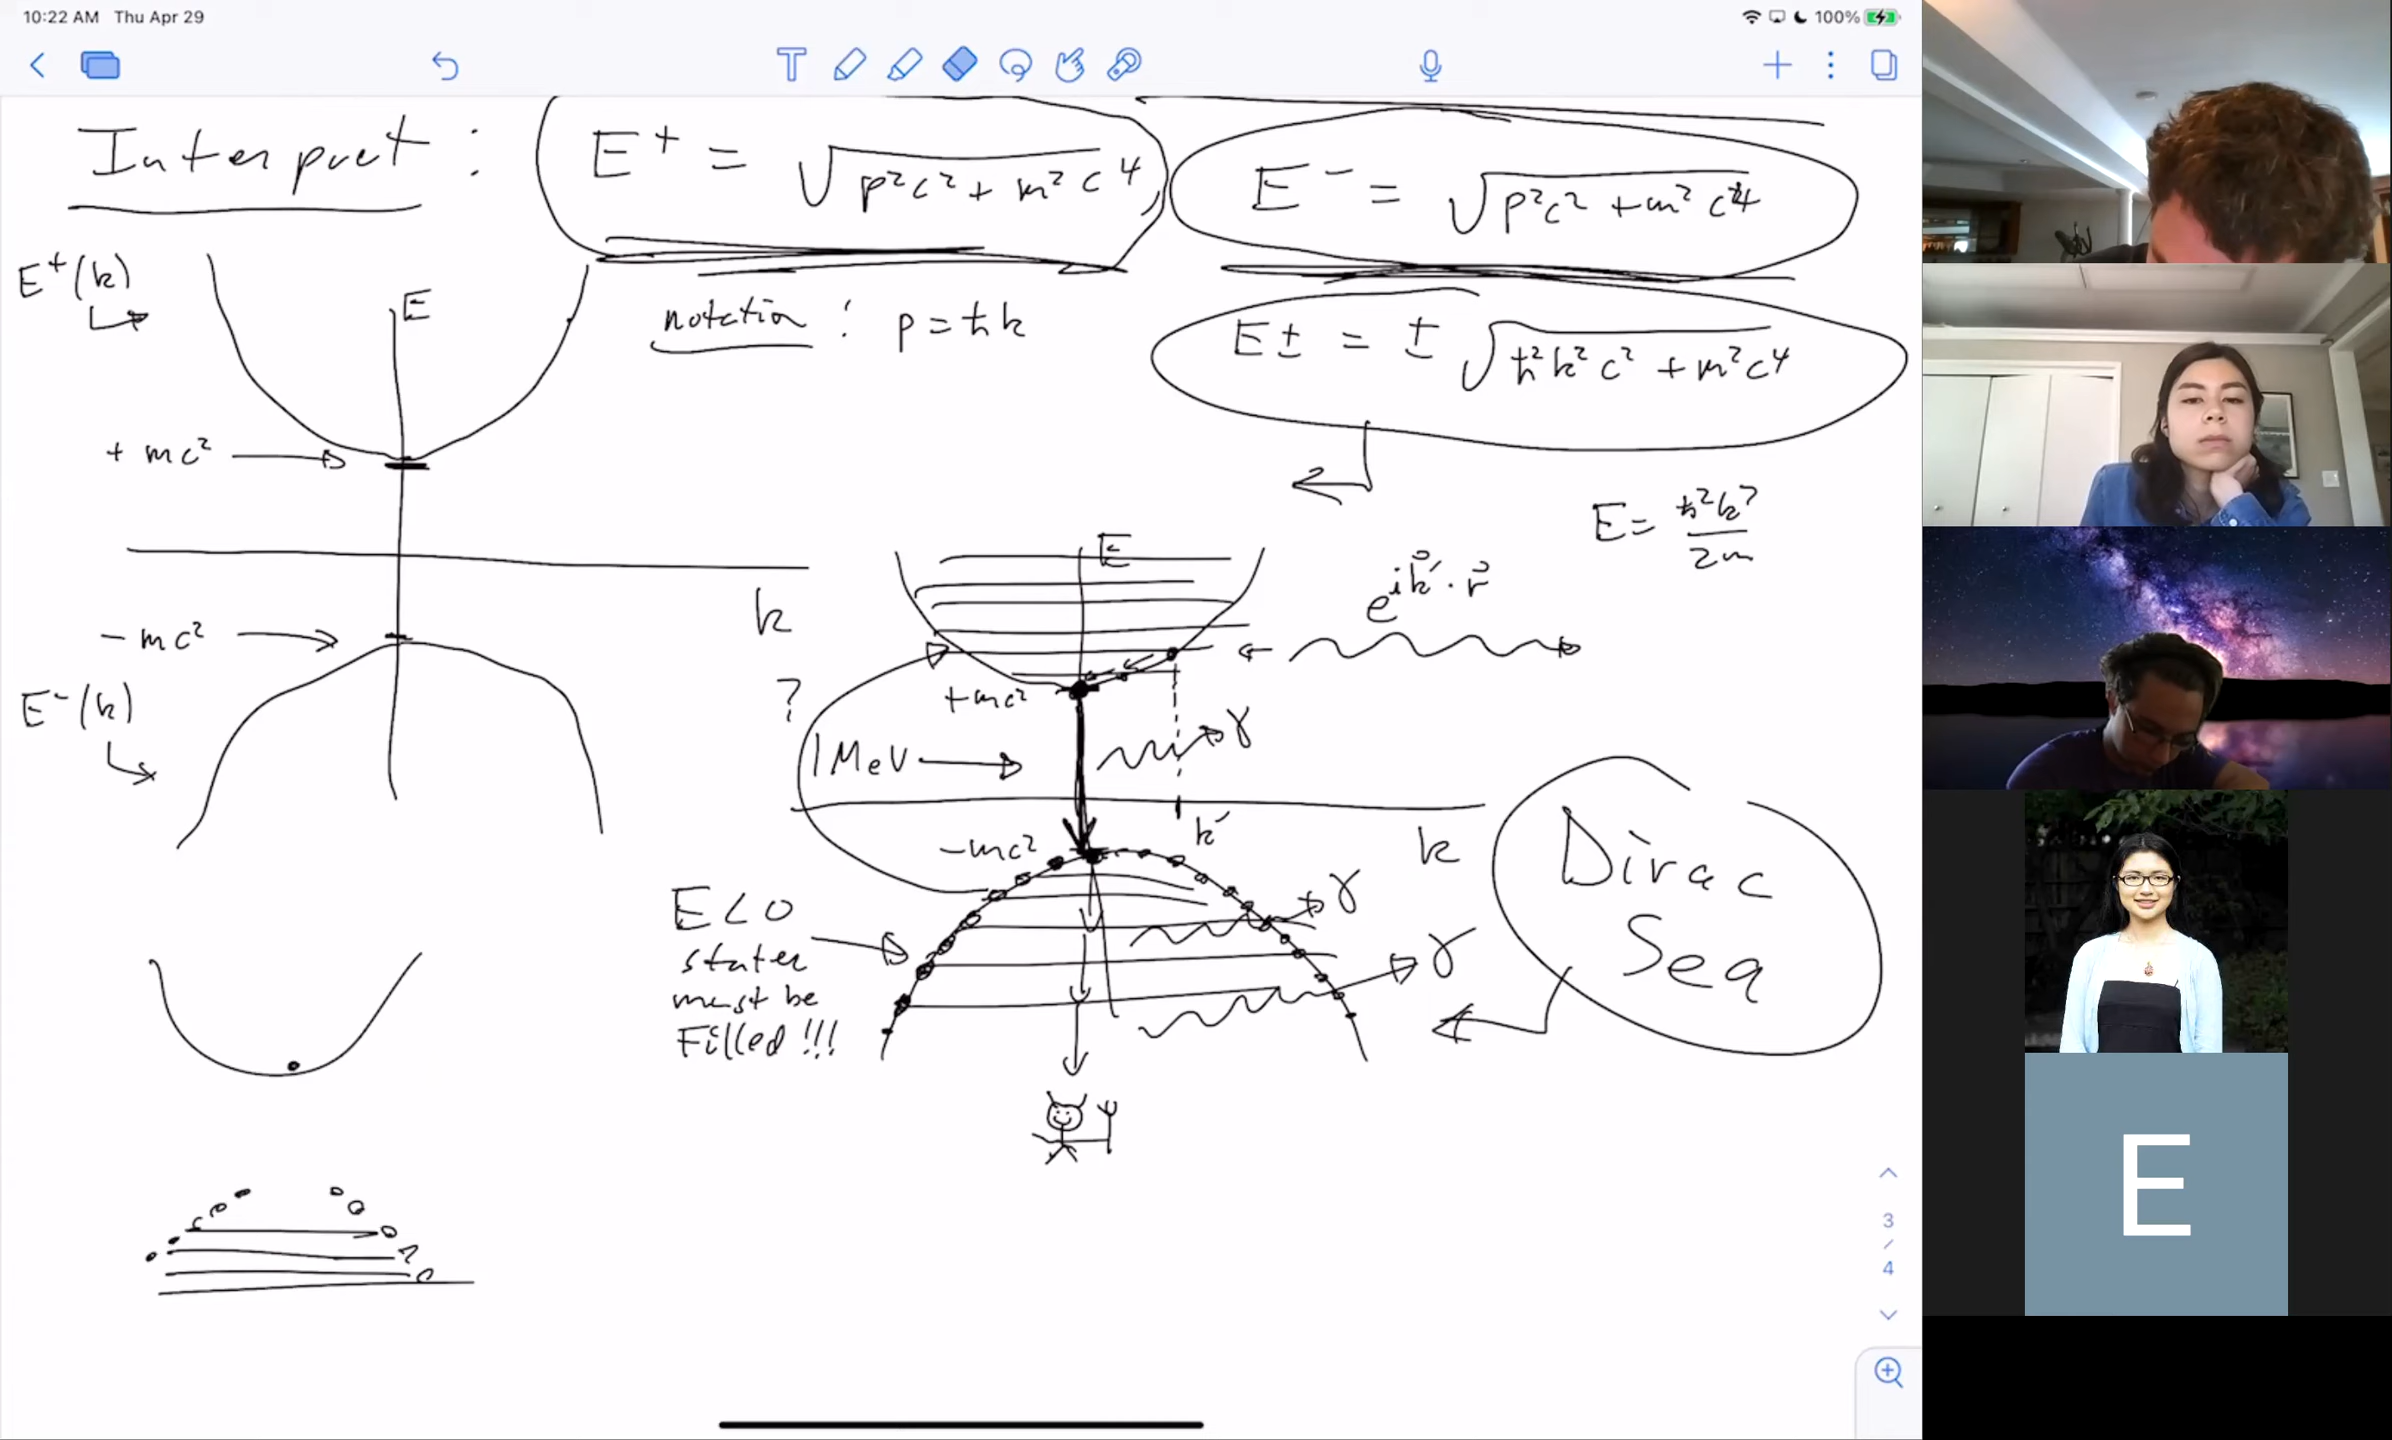 10:22 AM Thu Apr 29
100%
Interpret :
E⁺ = √p²c² + m²c⁴
E⁻ = √p²c² + m²c⁴
E⁺(k)
E
notation : p = ħk
E± = ± √ħ²k²c² + m²c⁴
+ mc²
E = ħ²k²/2m
k
- mc²
E⁻(k)
E
e^{ik⃗′·r⃗}
?
+mc²
1 MeV
γ
k′
k
-mc²
E<0
states
must be
Filled !!!
γ
γ
Dirac
Sea
3
/
4
E